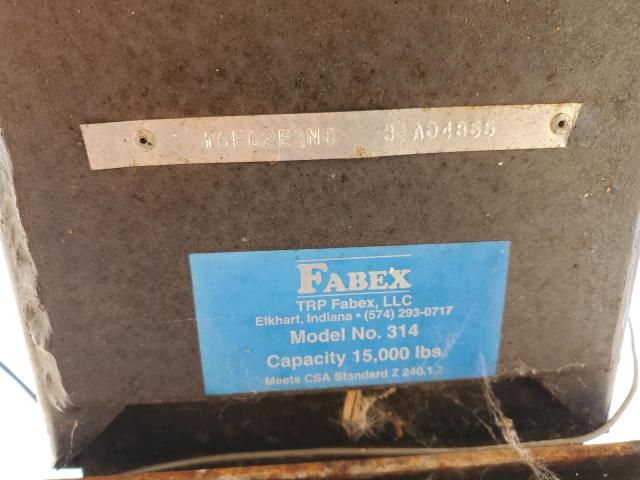 FABEX
TRP Fabex, LLC
Elkhart, Indiana • (574) 293-0717
Model No. 314
Capacity 15,000 lbs.
Meets CSA Standard Z 240.1.2